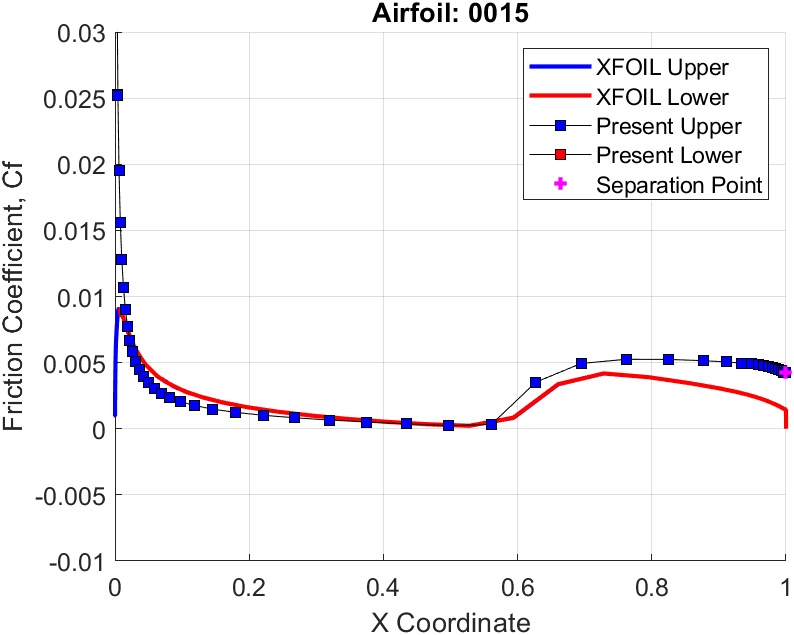 Airfoil: 0015
0.03
0.025
0.02
0.015
0.01
0.005
0
-0.005
-0.01
Friction Coefficient, Cf
XFOIL Upper
XFOIL Lower
Present Upper
Present Lower
Separation Point
0 0.2 0.4 0.6 0.8 1
X Coordinate